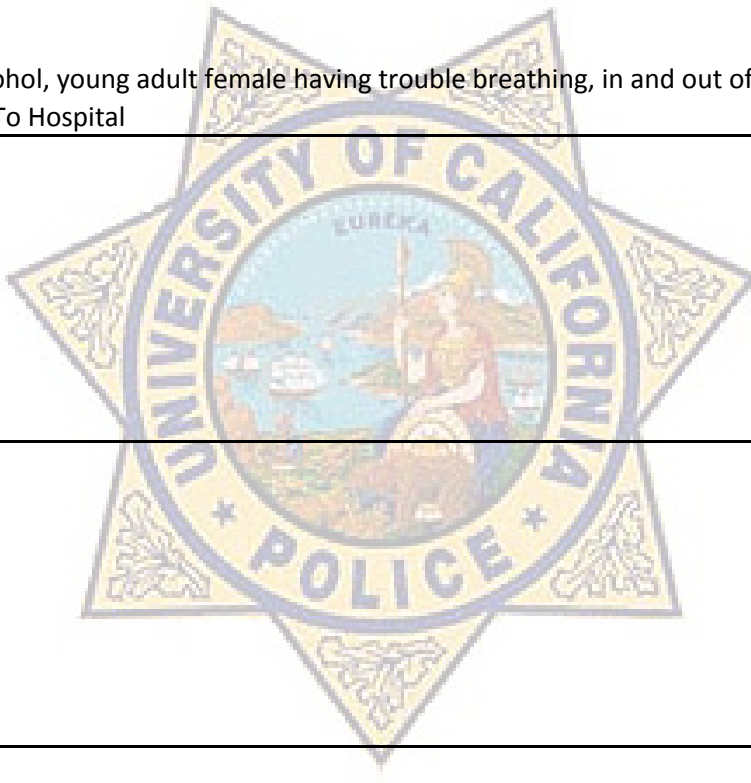 ohol, young adult female having trouble breathing, in and out of
To Hospital
UNIVERSITY OF CALIFORNIA
EUREKA
POLICE